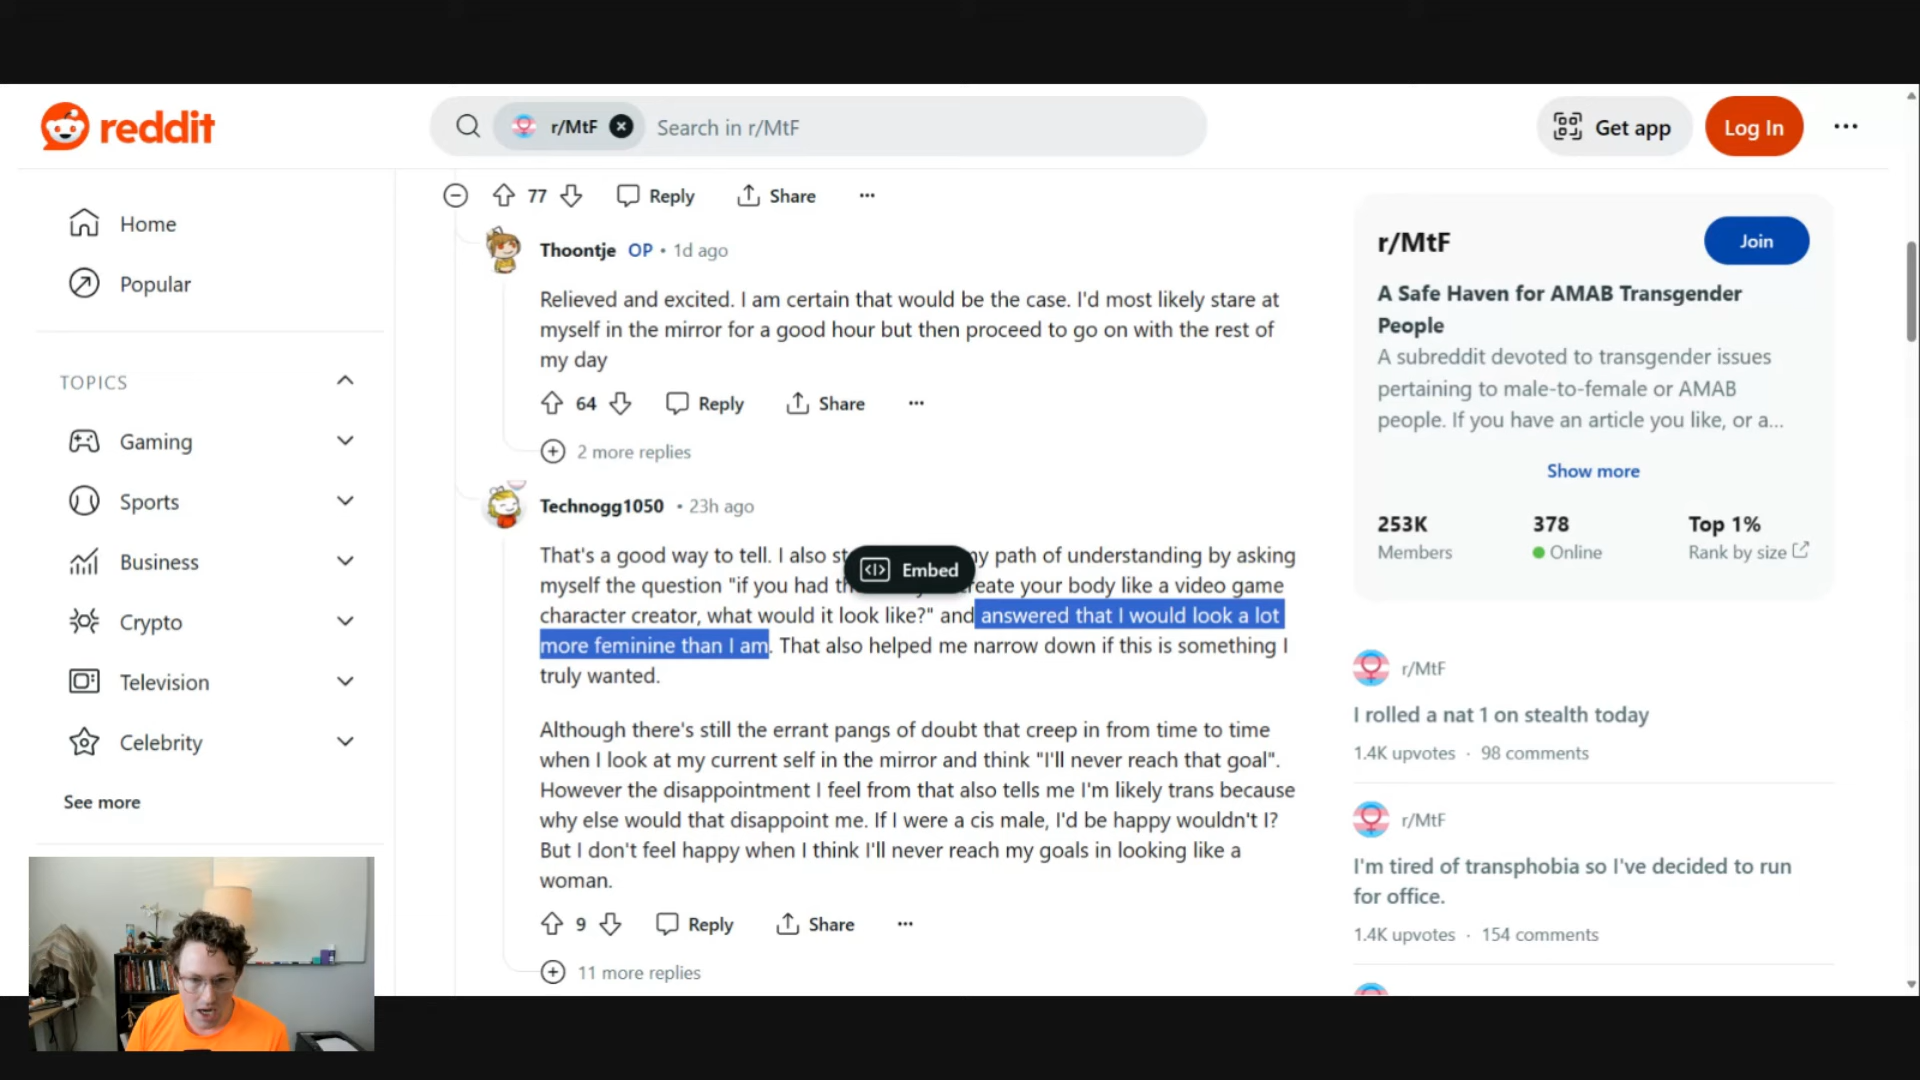 reddit
r/MtF
Search in r/MtF
Get app
Log In
Home
Popular
TOPICS
Gaming
Sports
Business
Crypto
Television
Celebrity
See more
77
Reply
Share
Thoontje OP • 1d ago
Relieved and excited. I am certain that would be the case. I'd most likely stare at
myself in the mirror for a good hour but then proceed to go on with the rest of
my day
64
Reply
Share
2 more replies
Technogg1050 • 23h ago
That's a good way to tell. I also path of understanding by asking
Embed
myself the question "if you had your body like a video game
character creator, what would it look like?" and answered that I would look a lot
more feminine than I am. That also helped me narrow down if this is something I
truly wanted.
Although there's still the errant pangs of doubt that creep in from time to time
when I look at my current self in the mirror and think "I'll never reach that goal".
However the disappointment I feel from that also tells me I'm likely trans because
why else would that disappoint me. If I were a cis male, I'd be happy wouldn't I?
But I don't feel happy when I think I'll never reach my goals in looking like a
woman.
9
Reply
Share
11 more replies
r/MtF
Join
A Safe Haven for AMAB Transgender
People
A subreddit devoted to transgender issues
pertaining to male-to-female or AMAB
people. If you have an article you like, or a...
Show more
253K
Members
378
Online
Top 1%
Rank by size
r/MtF
I rolled a nat 1 on stealth today
1.4K upvotes · 98 comments
r/MtF
I'm tired of transphobia so I've decided to run
for office.
1.4K upvotes · 154 comments